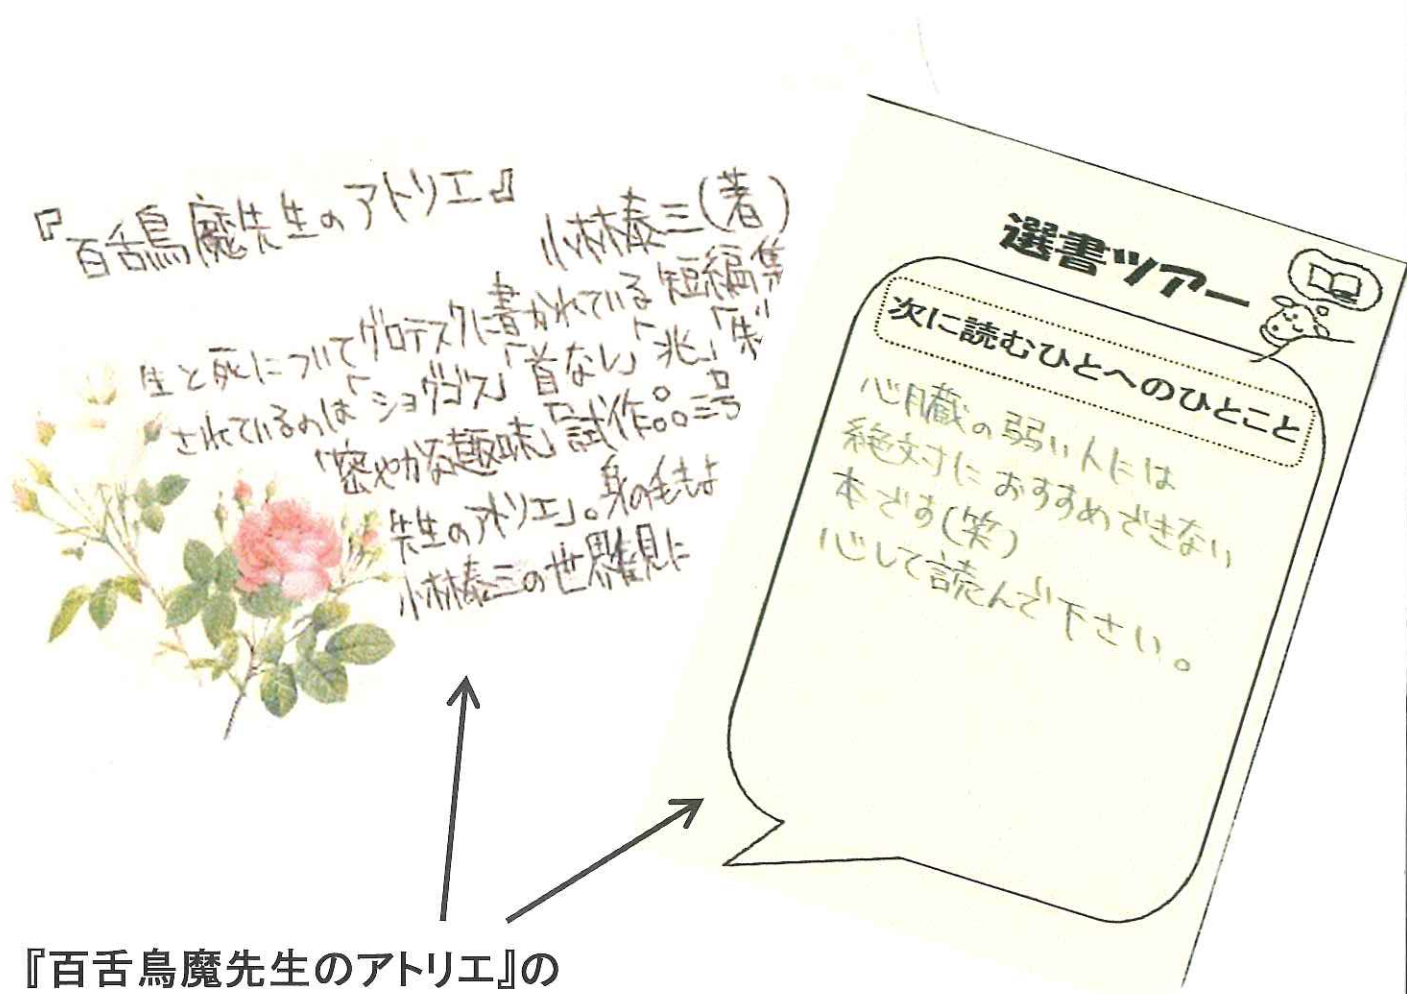 『百舌鳥魔先生のアトリエ』
小林泰三(著)
生と死についてグロテスクに書かれている短編集
されているのは「ショグゴス」「首なし」「兆」「朱
「密やかな趣味」「試作品三号
先生のアトリエ」。身の毛もよ
小林泰三の世界観に
選書ツアー
次に読むひとへのひとこと
心臓の弱い人には
絶対におすすめできない
本です(笑)
心して読んで下さい。
『百舌鳥魔先生のアトリエ』の